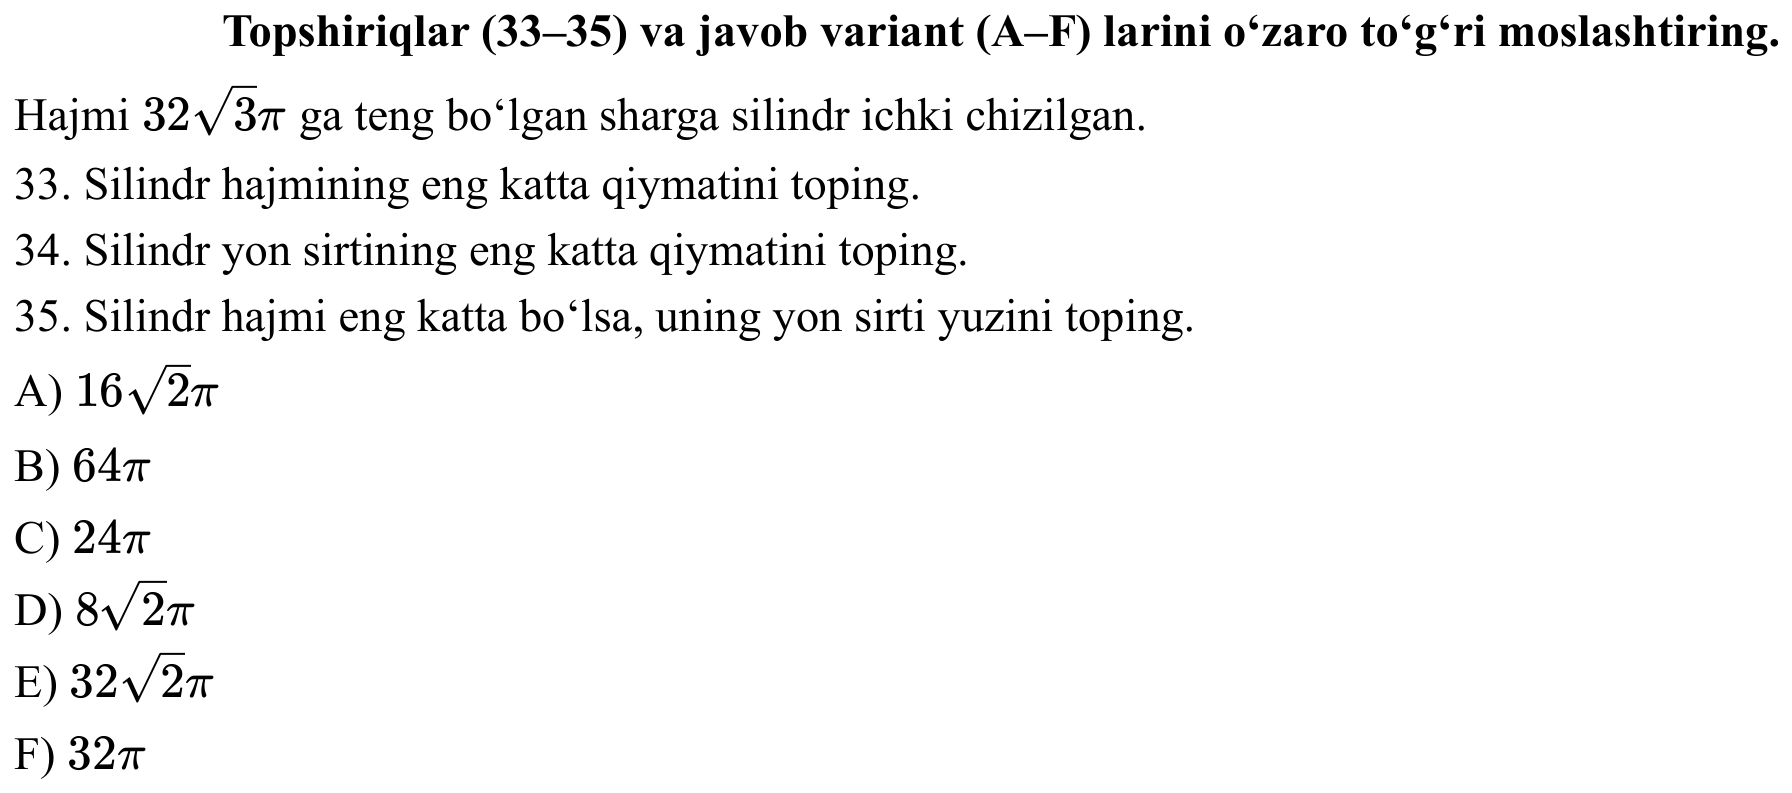 Topshiriqlar (33–35) va javob variant (A–F) larini o‘zaro to‘g‘ri moslashtiring.
Hajmi 32√3π ga teng bo‘lgan sharga silindr ichki chizilgan.
33. Silindr hajmining eng katta qiymatini toping.
34. Silindr yon sirtining eng katta qiymatini toping.
35. Silindr hajmi eng katta bo‘lsa, uning yon sirti yuzini toping.
A) 16√2π
B) 64π
C) 24π
D) 8√2π
E) 32√2π
F) 32π